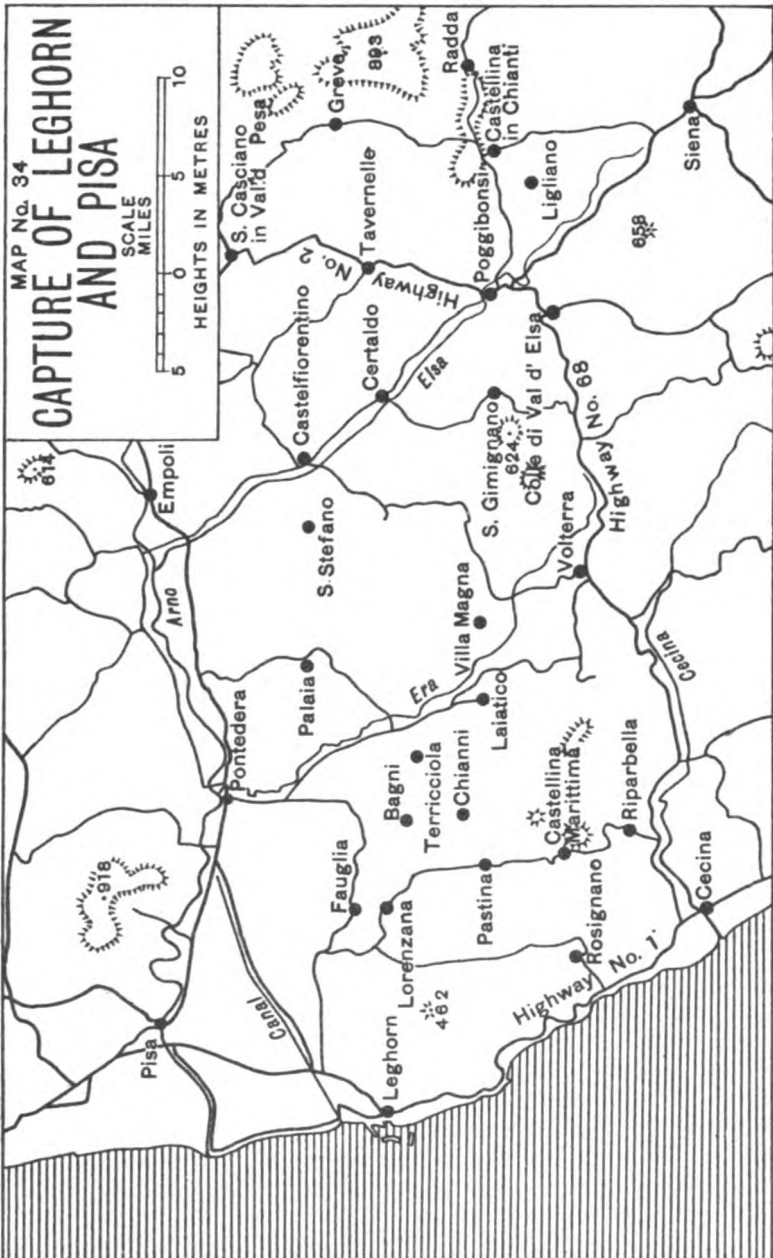 MAP No. 34
CAPTURE OF LEGHORN
AND PISA
SCALE
MILES
5 0 5 10
HEIGHTS IN METRES
614
Empoli
Arno
Pontedera
918
Pisa
Canal
S. Casciano
in Val d' Pesa
Greve
893
No. 2
Tavernelle
Highway
Castelfiorentino
Certaldo
Elsa
S. Stefano
Palaia
Era
Fauglia
Bagni
Lorenzana
Terricciola
Leghorn
462
Radda
Castellina
in Chianti
Poggibonsi
Ligliano
S. Gimignano
624
Colle di Val d' Elsa
Villa Magna
Laiatico
Chianni
Pastina
Siena
658
Highway No. 68
Volterra
Cecina
Castellina
Marittima
Riparbella
Rosignano
Highway No. 1
Cecina